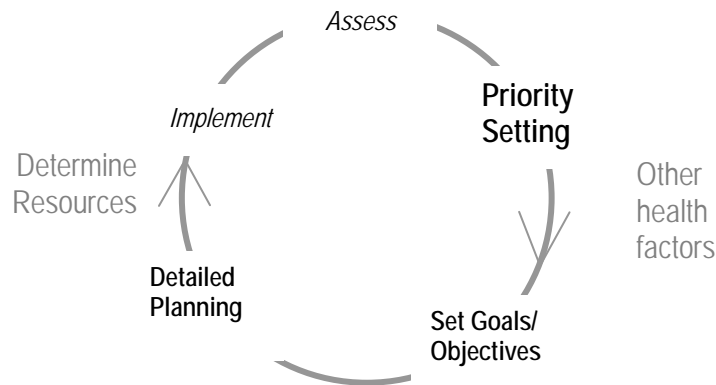 Assess
Priority
Setting
Implement
Determine
Resources
Other
health
factors
Detailed
Planning
Set Goals/
Objectives